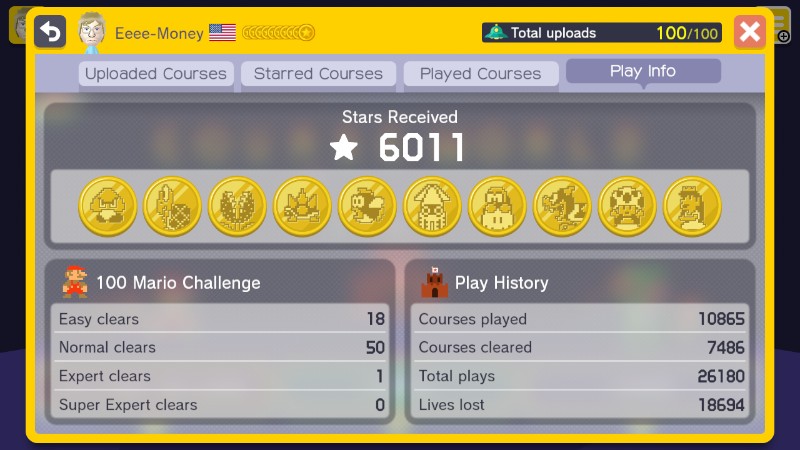 Eeee-Money
Total uploads 100/100
Uploaded Courses
Starred Courses
Played Courses
Play Info
Stars Received
6011
100 Mario Challenge
Easy clears 18
Normal clears 50
Expert clears 1
Super Expert clears 0
Play History
Courses played 10865
Courses cleared 7486
Total plays 26180
Lives lost 18694